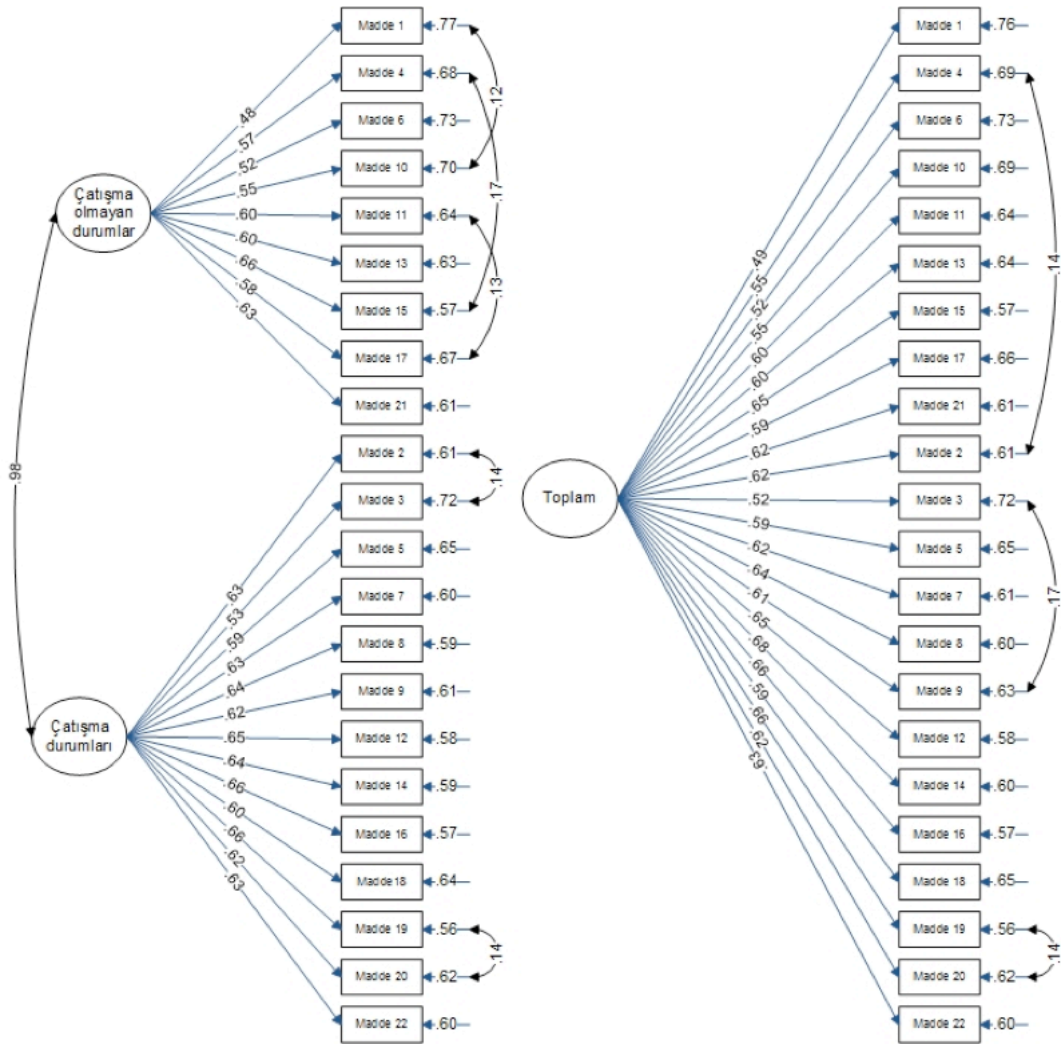 Çatışma
olmayan
durumlar
.98
Çatışma
durumları
.48
.57
.52
.55
.60
.60
.66
.58
.63
.63
.53
.59
.63
.64
.62
.65
.64
.66
.60
.66
.62
.63
Madde 1 .77
Madde 4 .68
Madde 6 .73
Madde 10 .70
Madde 11 .64
Madde 13 .63
Madde 15 .57
Madde 17 .67
Madde 21 .61
Madde 2 .61
Madde 3 .72
Madde 5 .65
Madde 7 .60
Madde 8 .59
Madde 9 .61
Madde 12 .58
Madde 14 .59
Madde 16 .57
Madde 18 .64
Madde 19 .56
Madde 20 .62
Madde 22 .60
.12
.17
.13
.14
.14
Toplam
.49
.55
.52
.55
.60
.60
.65
.59
.62
.62
.52
.59
.62
.64
.61
.65
.68
.66
.59
.66
.62
.63
Madde 1 .76
Madde 4 .69
Madde 6 .73
Madde 10 .69
Madde 11 .64
Madde 13 .64
Madde 15 .57
Madde 17 .66
Madde 21 .61
Madde 2 .61
Madde 3 .72
Madde 5 .65
Madde 7 .61
Madde 8 .60
Madde 9 .63
Madde 12 .58
Madde 14 .60
Madde 16 .57
Madde 18 .65
Madde 19 .56
Madde 20 .62
Madde 22 .60
.14
.17
.14